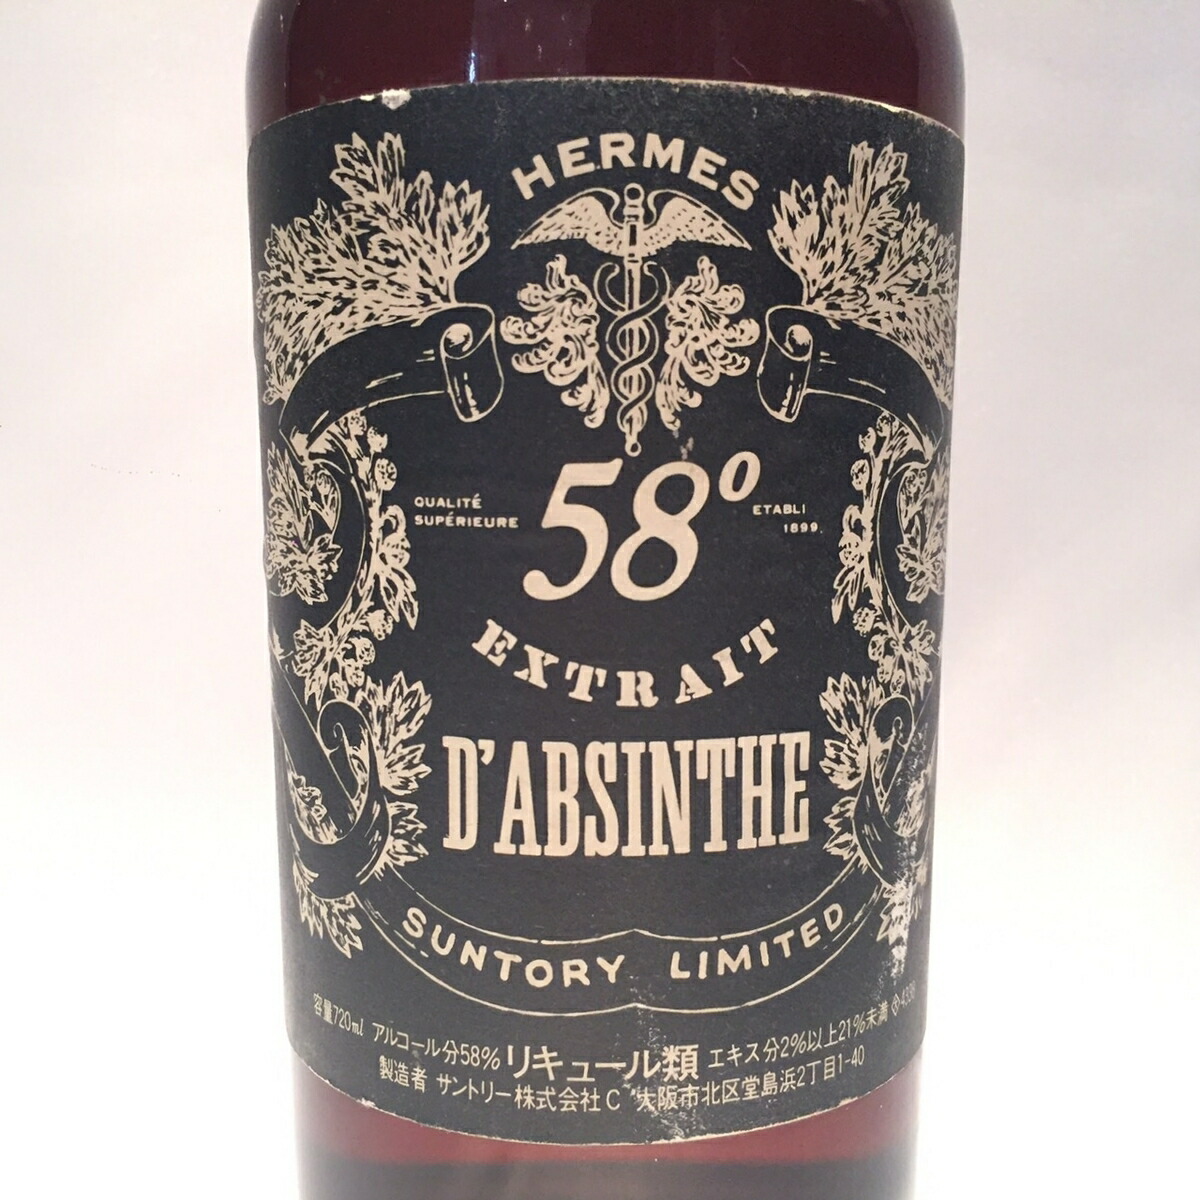 HERMES
QUALITÉ
SUPÉRIEURE
58º
ETABLI
1899.
EXTRAIT
D'ABSINTHE
SUNTORY LIMITED
容量720ml アルコール分58% リキュール類 エキス分2%以上21%未満
製造者 サントリー株式会社C 大阪市北区堂島浜2丁目1-40